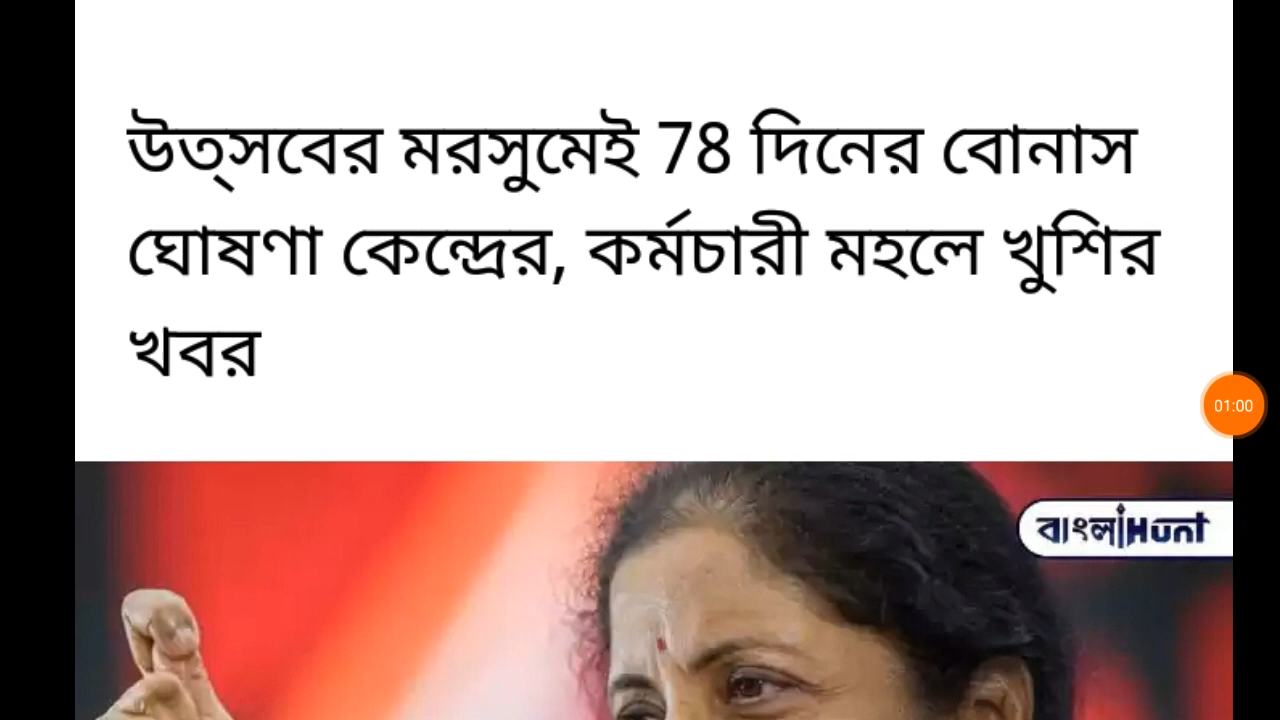 উত্সবের মরসুমেই 78 দিনের বোনাস
ঘোষণা কেন্দ্রের, কর্মচারী মহলে খুশির
খবর
01:00
বাংলাHunt